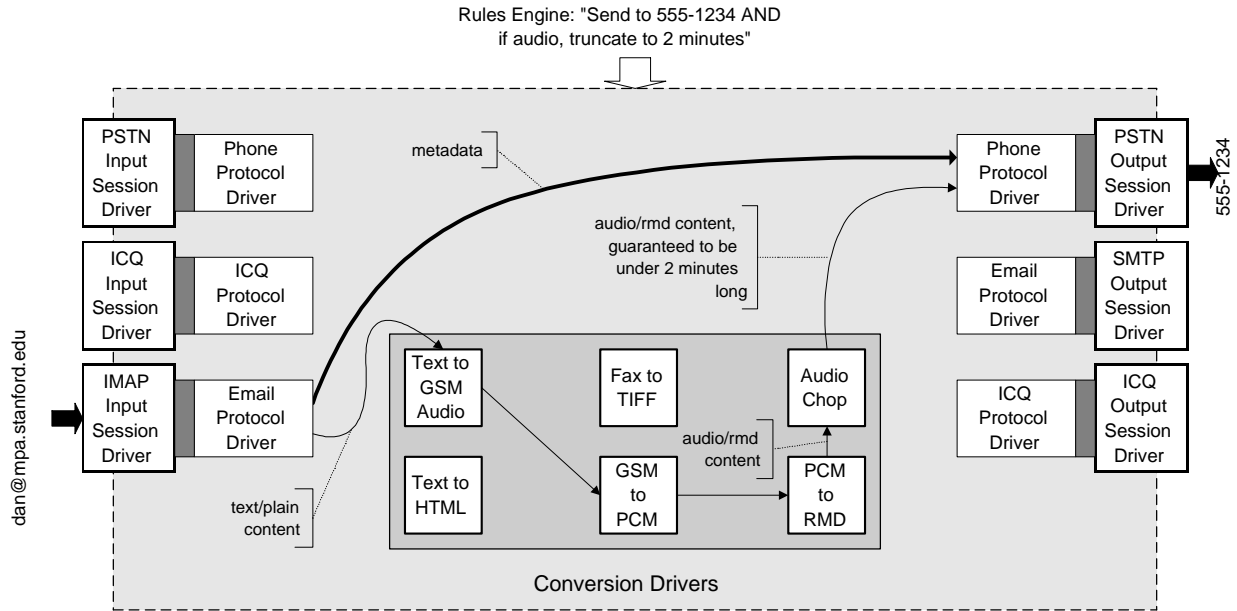 Rules Engine: "Send to 555-1234 AND
if audio, truncate to 2 minutes"
PSTN
Input
Session
Driver
Phone
Protocol
Driver
metadata
Phone
Protocol
Driver
PSTN
Output
Session
Driver
555-1234
audio/rmd content,
guaranteed to be
under 2 minutes
long
ICQ
Input
Session
Driver
ICQ
Protocol
Driver
Email
Protocol
Driver
SMTP
Output
Session
Driver
dan@mpa.stanford.edu
IMAP
Input
Session
Driver
Email
Protocol
Driver
Text to
GSM
Audio
Fax to
TIFF
Audio
Chop
ICQ
Protocol
Driver
ICQ
Output
Session
Driver
audio/rmd
content
text/plain
content
Text to
HTML
GSM
to
PCM
PCM
to
RMD
Conversion Drivers